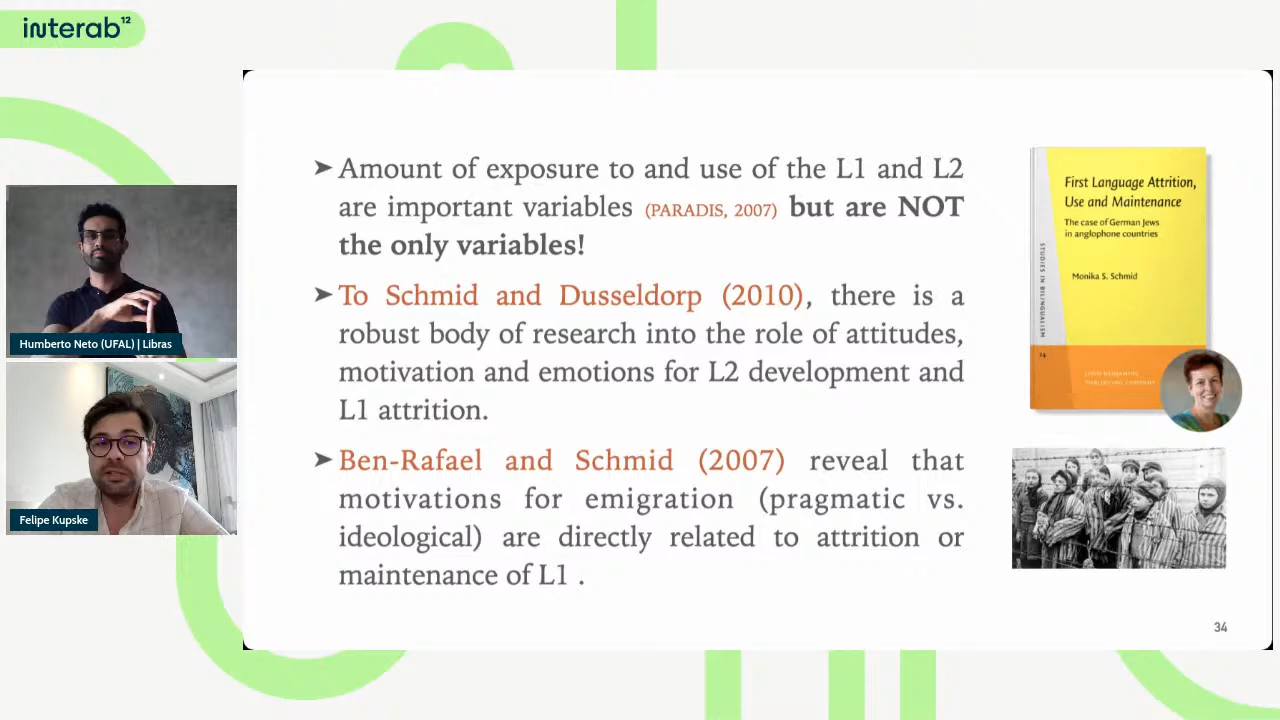 interab¹²
➤ Amount of exposure to and use of the L1 and L2
are important variables (PARADIS, 2007) but are NOT
the only variables!
➤ To Schmid and Dusseldorp (2010), there is a
robust body of research into the role of attitudes,
motivation and emotions for L2 development and
L1 attrition.
➤ Ben-Rafael and Schmid (2007) reveal that
motivations for emigration (pragmatic vs.
ideological) are directly related to attrition or
maintenance of L1 .
First Language Attrition,
Use and Maintenance
The case of German Jews
in anglophone countries
Monika S. Schmid
STUDIES IN BILINGUALISM
24
JOHN BENJAMINS
PUBLISHING COMPANY
Humberto Neto (UFAL) | Libras
Felipe Kupske
34